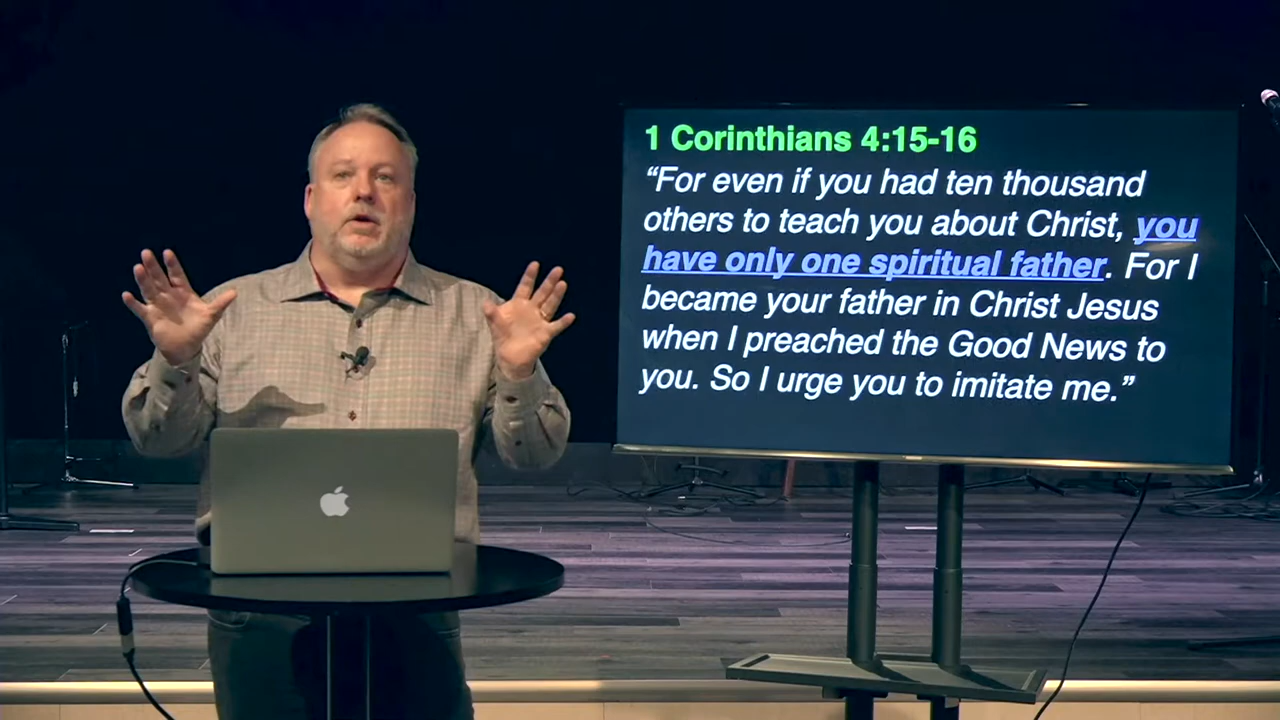 1 Corinthians 4:15-16
“For even if you had ten thousand
others to teach you about Christ, you
have only one spiritual father. For I
became your father in Christ Jesus
when I preached the Good News to
you. So I urge you to imitate me.”